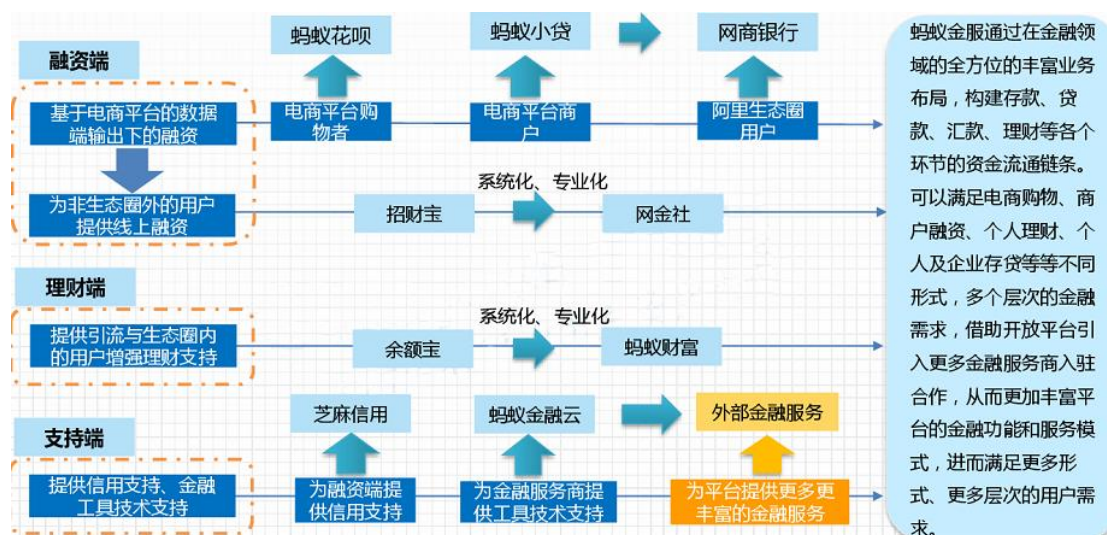 蚂蚁花呗
蚂蚁小贷
网商银行
融资端
基于电商平台的数据
端输出下的融资
电商平台购
物者
电商平台商
户
阿里生态圈
用户
为非生态圈外的用户
提供线上融资
招财宝
系统化、专业化
网金社
理财端
提供引流与生态圈内
的用户增强理财支持
余额宝
系统化、专业化
蚂蚁财富
芝麻信用
蚂蚁金融云
外部金融服务
支持端
提供信用支持、金融
工具技术支持
为融资端提
供信用支持
为金融服务商提
供工具技术支持
为平台提供更多更
丰富的金融服务
蚂蚁金服通过在金融领
域的全方位的丰富业务
布局，构建存款、贷
款、汇款、理财等各个
环节的资金流通链条。
可以满足电商购物、商
户融资、个人理财、个
人及企业存贷等等不同
形式，多个层次的金融
需求，借助开放平台引
入更多金融服务商入驻
合作，从而更加丰富平
台的金融功能和服务模
式，进而满足更多形
式、更多层次的用户需
求。